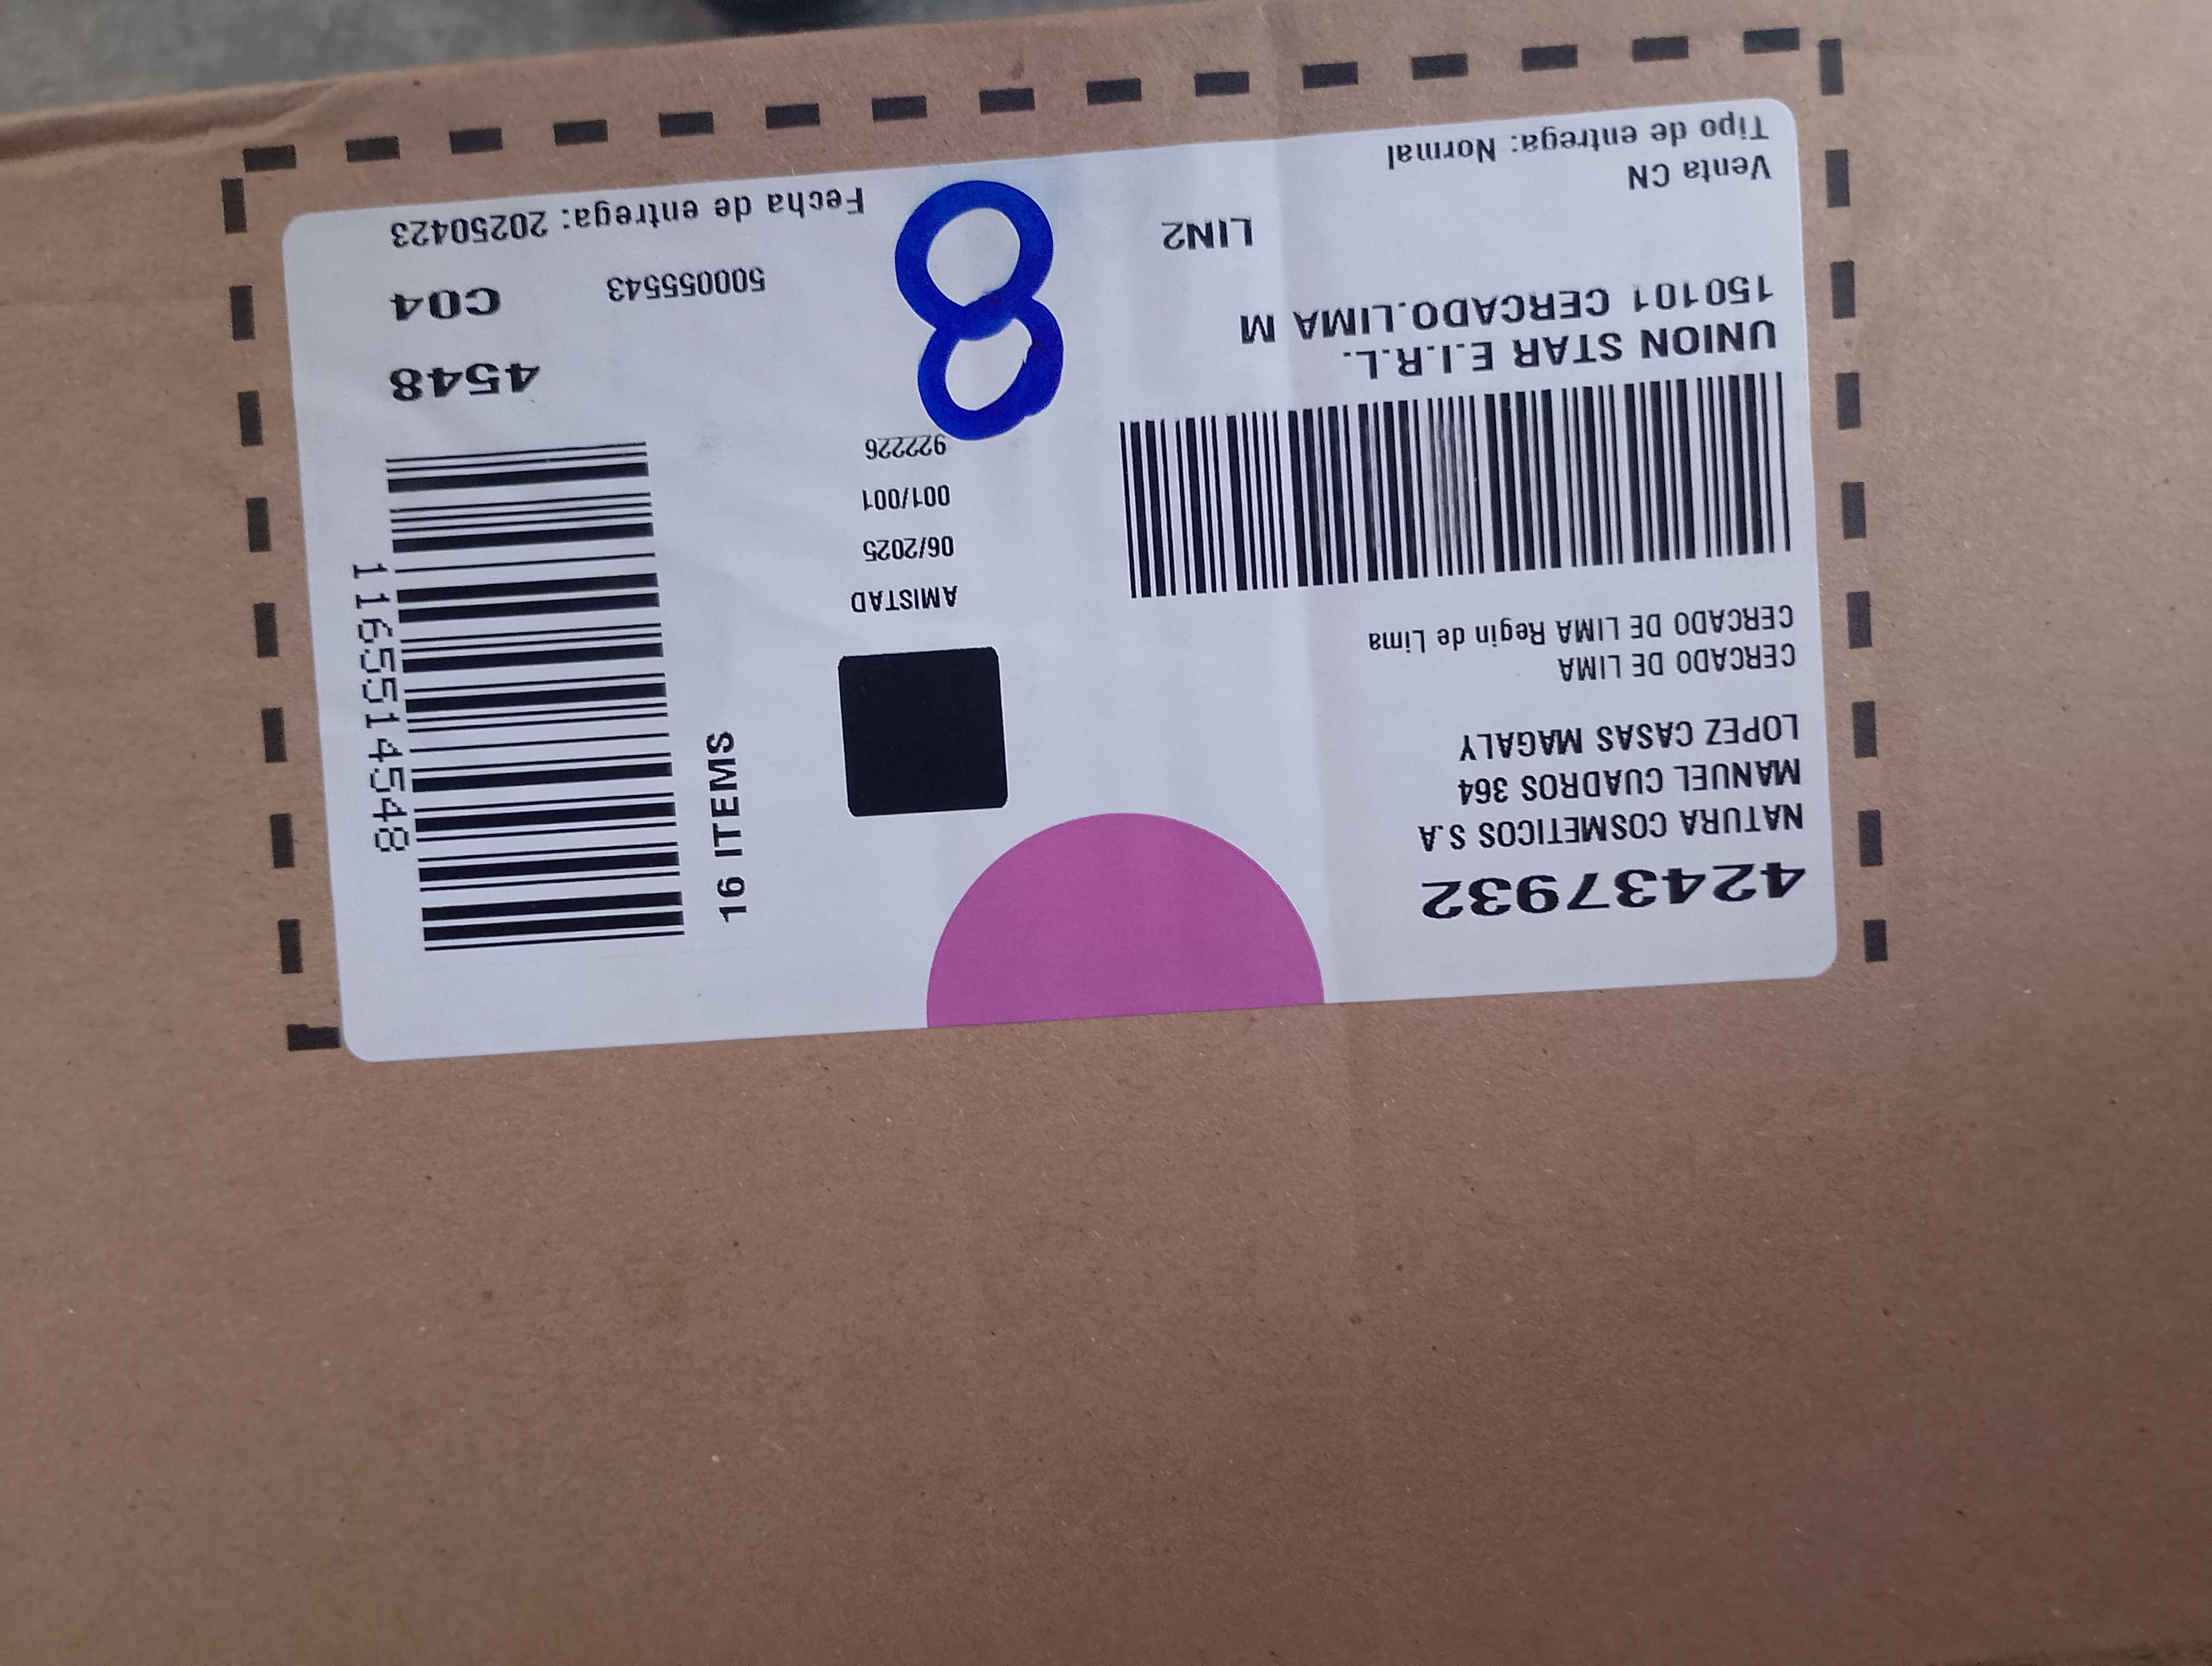 42437932
NATURA COSMETICOS S.A
MANUEL CUADROS 364
LOPEZ CASAS MAGALY
CERCADO DE LIMA
CERCADO DE LIMA Regin de Lima
UNION STAR E.I.R.L.
150101 CERCADO.LIMA M
LIN2
Venta CN
Tipo de entrega: Normal
AMISTAD
06/2025
001/001
922226
8
16 ITEMS
11655514548
4548
500055543
C04
Fecha de entrega: 20250423